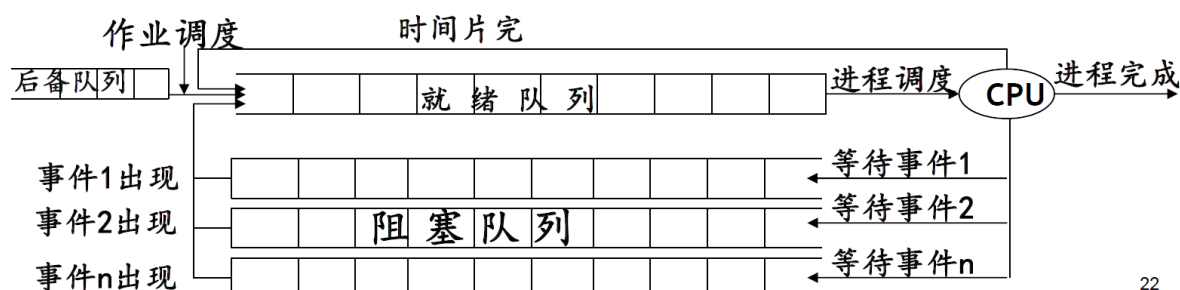 作业调度
时间片完
后备队列
就绪队列
进程调度
CPU
进程完成
事件1出现
等待事件1
事件2出现
阻塞队列
等待事件2
事件n出现
等待事件n
22